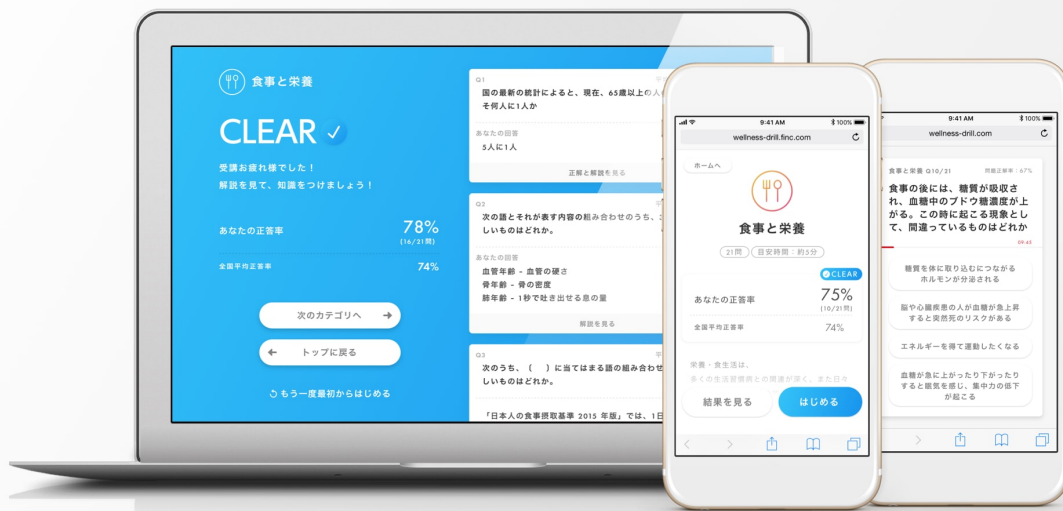 食事と栄養
CLEAR
受講お疲れ様でした！
解説を見て、知識をつけましょう！
あなたの正答率
78%
(16/21問)
全国平均正答率
74%
次のカテゴリへ
トップに戻る
もう一度最初からはじめる
Q1
国の最新の統計によると、現在、65歳以上の人
そ何人に1人か
あなたの回答
5人に1人
正解と解説を見る
Q2
次の語とそれが表す内容の組み合わせのうち、
しいものはどれか。
あなたの回答
血管年齢 – 血管の硬さ
骨年齢 – 骨の密度
肺年齢 – 1秒で吐き出せる息の量
解説を見る
Q3
次のうち、（　）に当てはまる語の組み合わせ
しいものはどれか。
「日本人の食事摂取基準 2015 年版」では、1日
9:41 AM
100%
wellness-drill.finc.com
ホームへ
食事と栄養
21問
目安時間：約5分
CLEAR
あなたの正答率
75%
(10/21問)
全国平均正答率
74%
栄養・食生活は、
多くの生活習慣病との関連が深く、また日々
結果を見る
はじめる
9:41 AM
100%
wellness-drill.com
食事と栄養 Q10/21
問題正解率：67%
食事の後には、糖質が吸収さ
れ、血糖中のブドウ糖濃度が上
がる。この時に起こる現象とし
て、間違っているものはどれか
09:45
糖質を体に取り込むにつながる
ホルモンが分泌される
脳や心臓疾患の人が血糖が急上昇
すると突然死のリスクがある
エネルギーを得て運動したくなる
血糖が急に上がったり下がったり
すると眠気を感じ、集中力の低下
が起こる